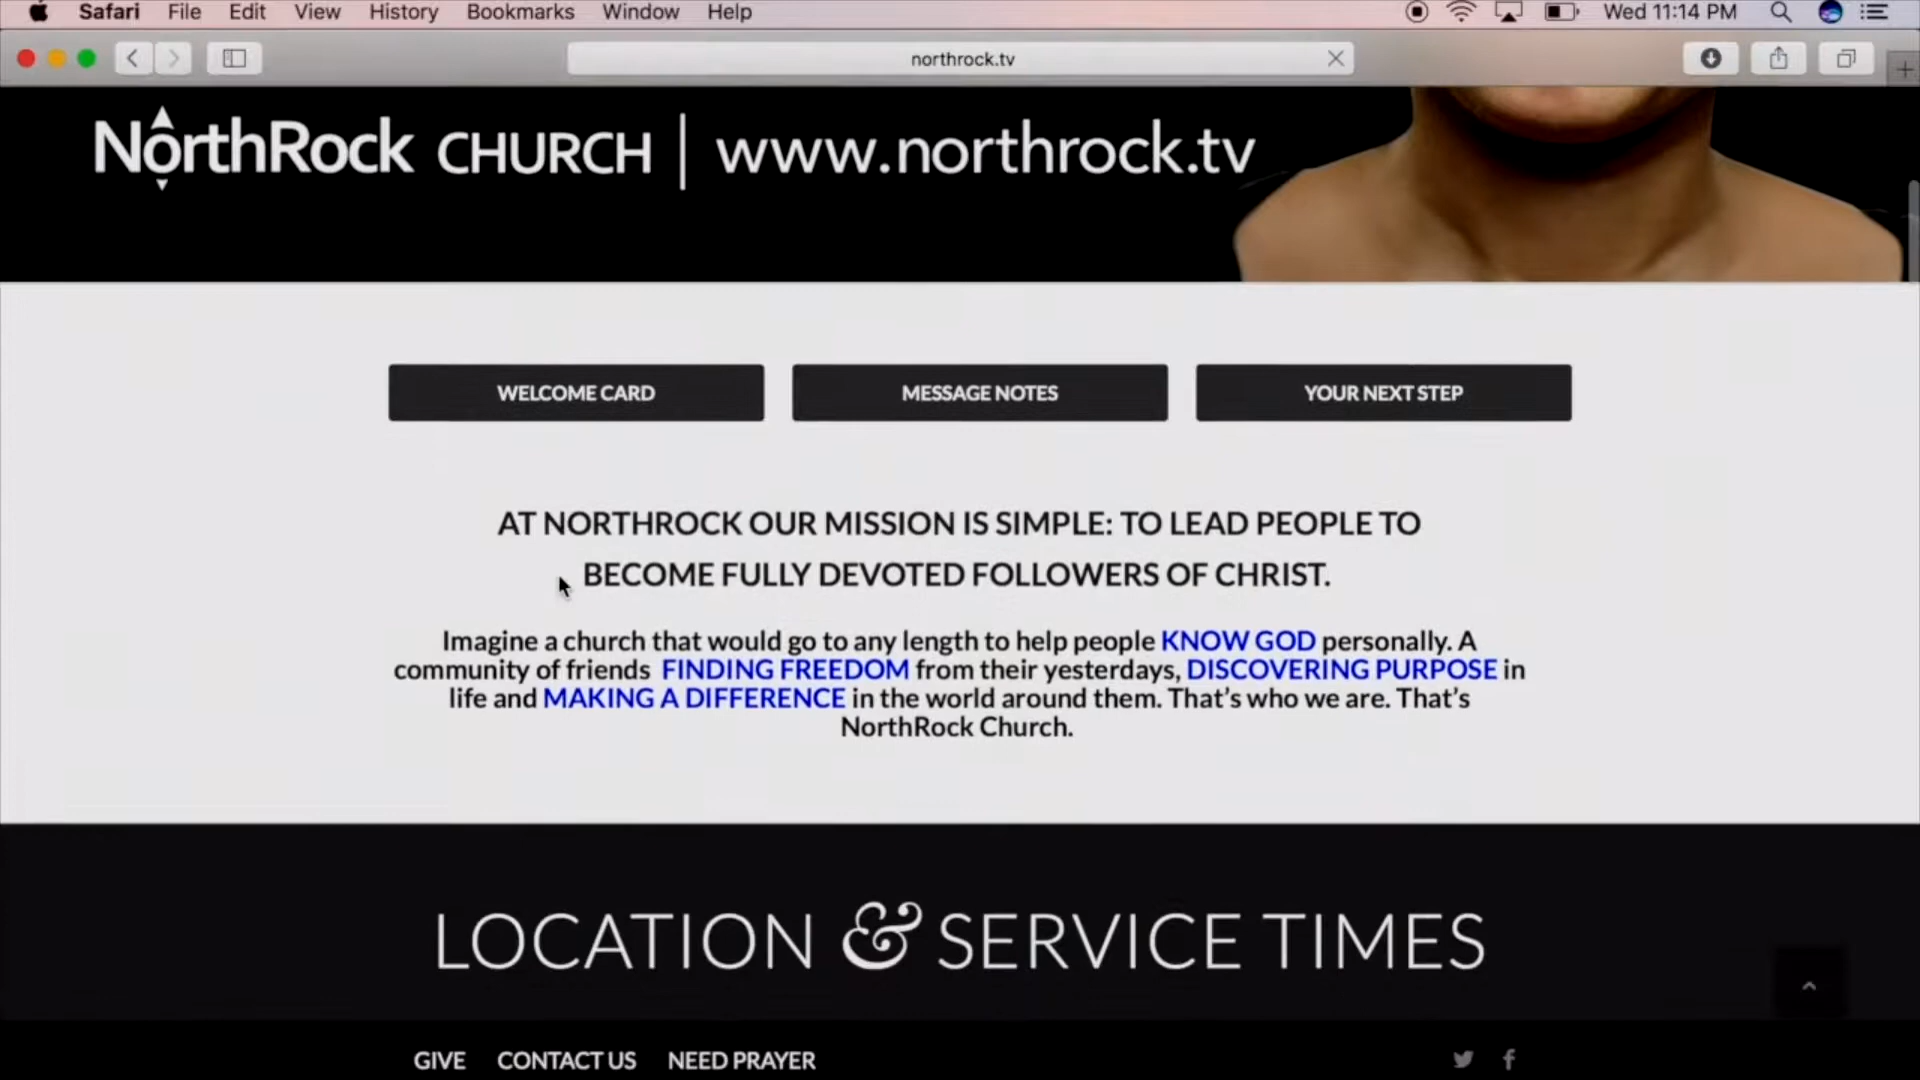 Safari File Edit View History Bookmarks Window Help Wed 11:14 PM
northrock.tv
NorthRock CHURCH | www.northrock.tv
WELCOME CARD MESSAGE NOTES YOUR NEXT STEP
AT NORTHROCK OUR MISSION IS SIMPLE: TO LEAD PEOPLE TO
BECOME FULLY DEVOTED FOLLOWERS OF CHRIST.
Imagine a church that would go to any length to help people KNOW GOD personally. A
community of friends FINDING FREEDOM from their yesterdays, DISCOVERING PURPOSE in
life and MAKING A DIFFERENCE in the world around them. That's who we are. That's
NorthRock Church.
LOCATION & SERVICE TIMES
GIVE CONTACT US NEED PRAYER